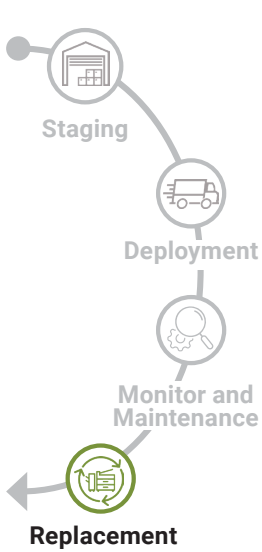 Staging
Deployment
Monitor and
Maintenance
Replacement